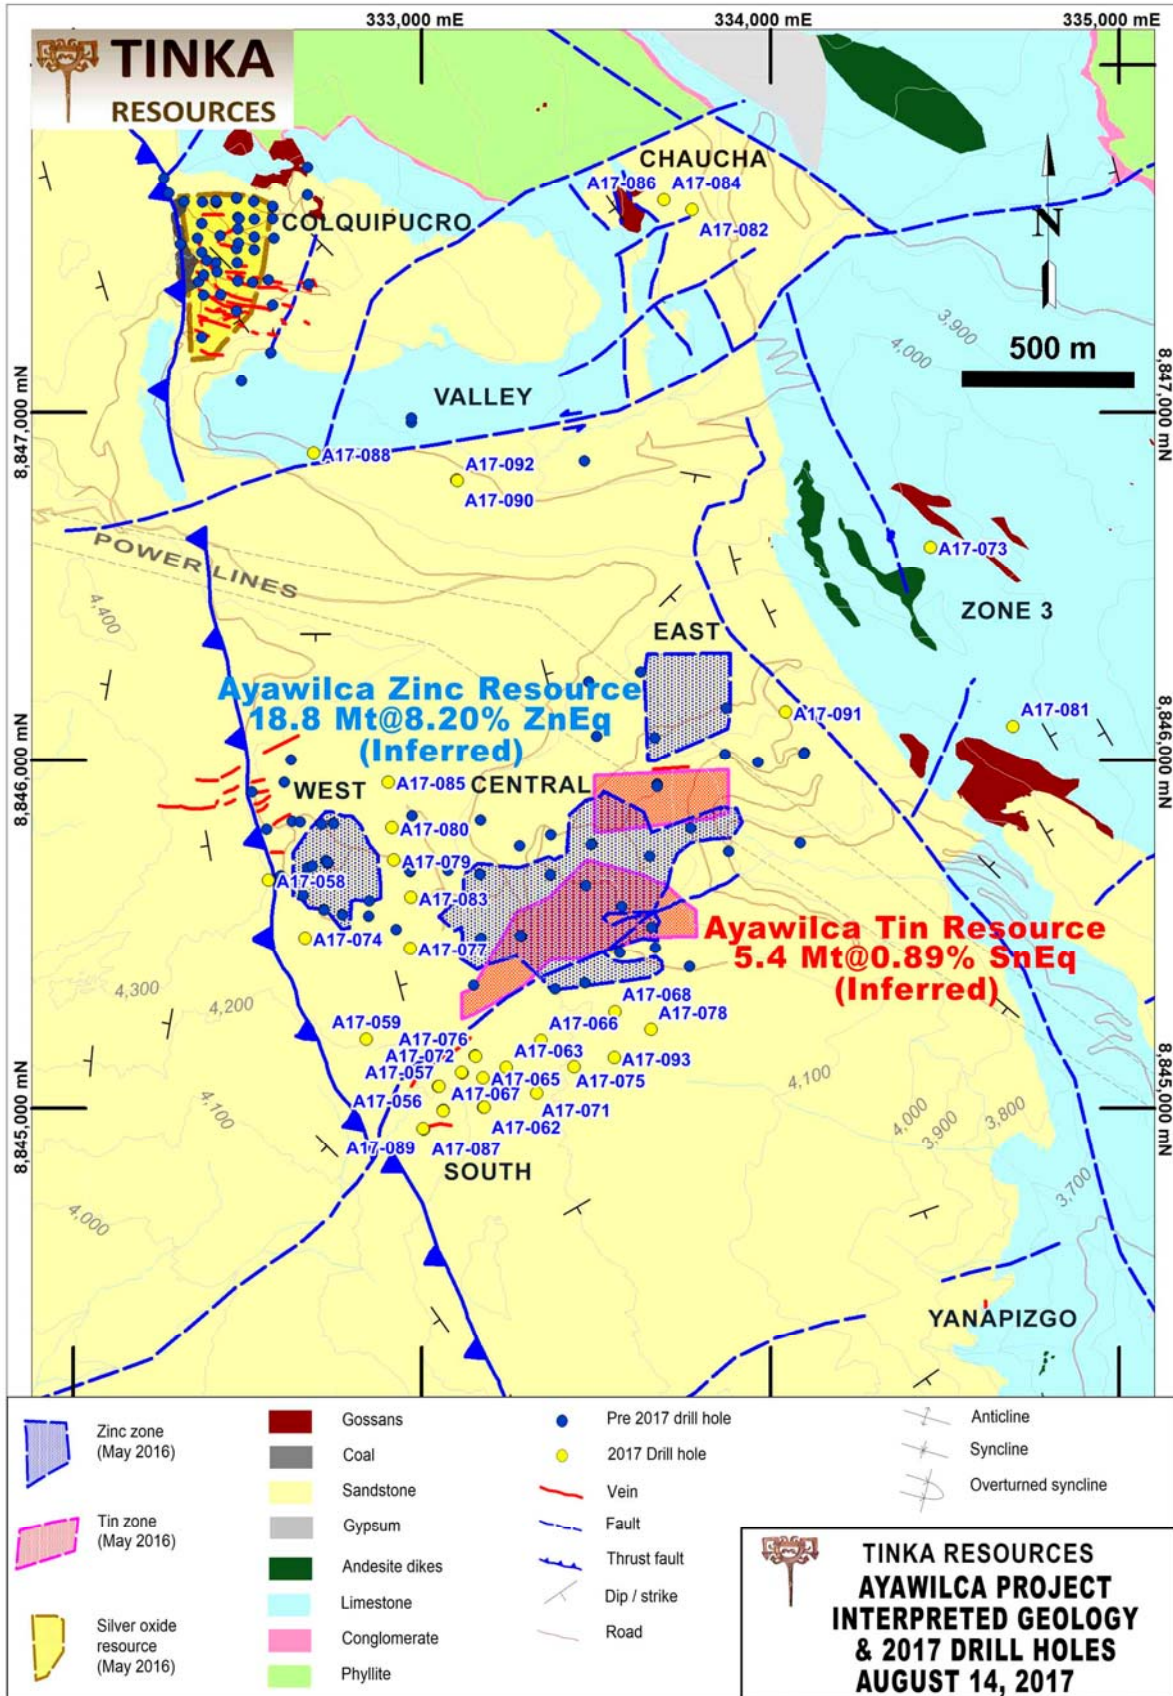 333,000 mE
334,000 mE
335,000 mE
TINKA
RESOURCES
CHAUCHA
A17-086
A17-084
A17-082
COLQUIPUCRO
N
3,900
4,000
500 m
VALLEY
8,847,000 mN
8,847,000 mN
A17-088
A17-092
A17-090
POWER LINES
A17-073
4,400
ZONE 3
EAST
Ayawilca Zinc Resource
18.8 Mt@8.20% ZnEq
(Inferred)
A17-091
A17-081
8,846,000 mN
8,846,000 mN
WEST
A17-085
CENTRAL
A17-080
A17-079
A17-058
A17-083
A17-074
A17-077
Ayawilca Tin Resource
5.4 Mt@0.89% SnEq
(Inferred)
4,300
4,200
A17-068
A17-059
A17-066
A17-078
A17-076
A17-072
A17-063
A17-093
A17-057
A17-065
A17-075
4,100
A17-056
A17-067
A17-071
4,000
3,900
3,800
8,845,000 mN
8,845,000 mN
4,100
A17-062
A17-089
A17-087
SOUTH
3,700
4,000
YANAPIZGO
Zinc zone
(May 2016)
Tin zone
(May 2016)
Silver oxide
resource
(May 2016)
Gossans
Coal
Sandstone
Gypsum
Andesite dikes
Limestone
Conglomerate
Phyllite
Pre 2017 drill hole
2017 Drill hole
Vein
Fault
Thrust fault
Dip / strike
Road
Anticline
Syncline
Overturned syncline
TINKA RESOURCES
AYAWILCA PROJECT
INTERPRETED GEOLOGY
& 2017 DRILL HOLES
AUGUST 14, 2017